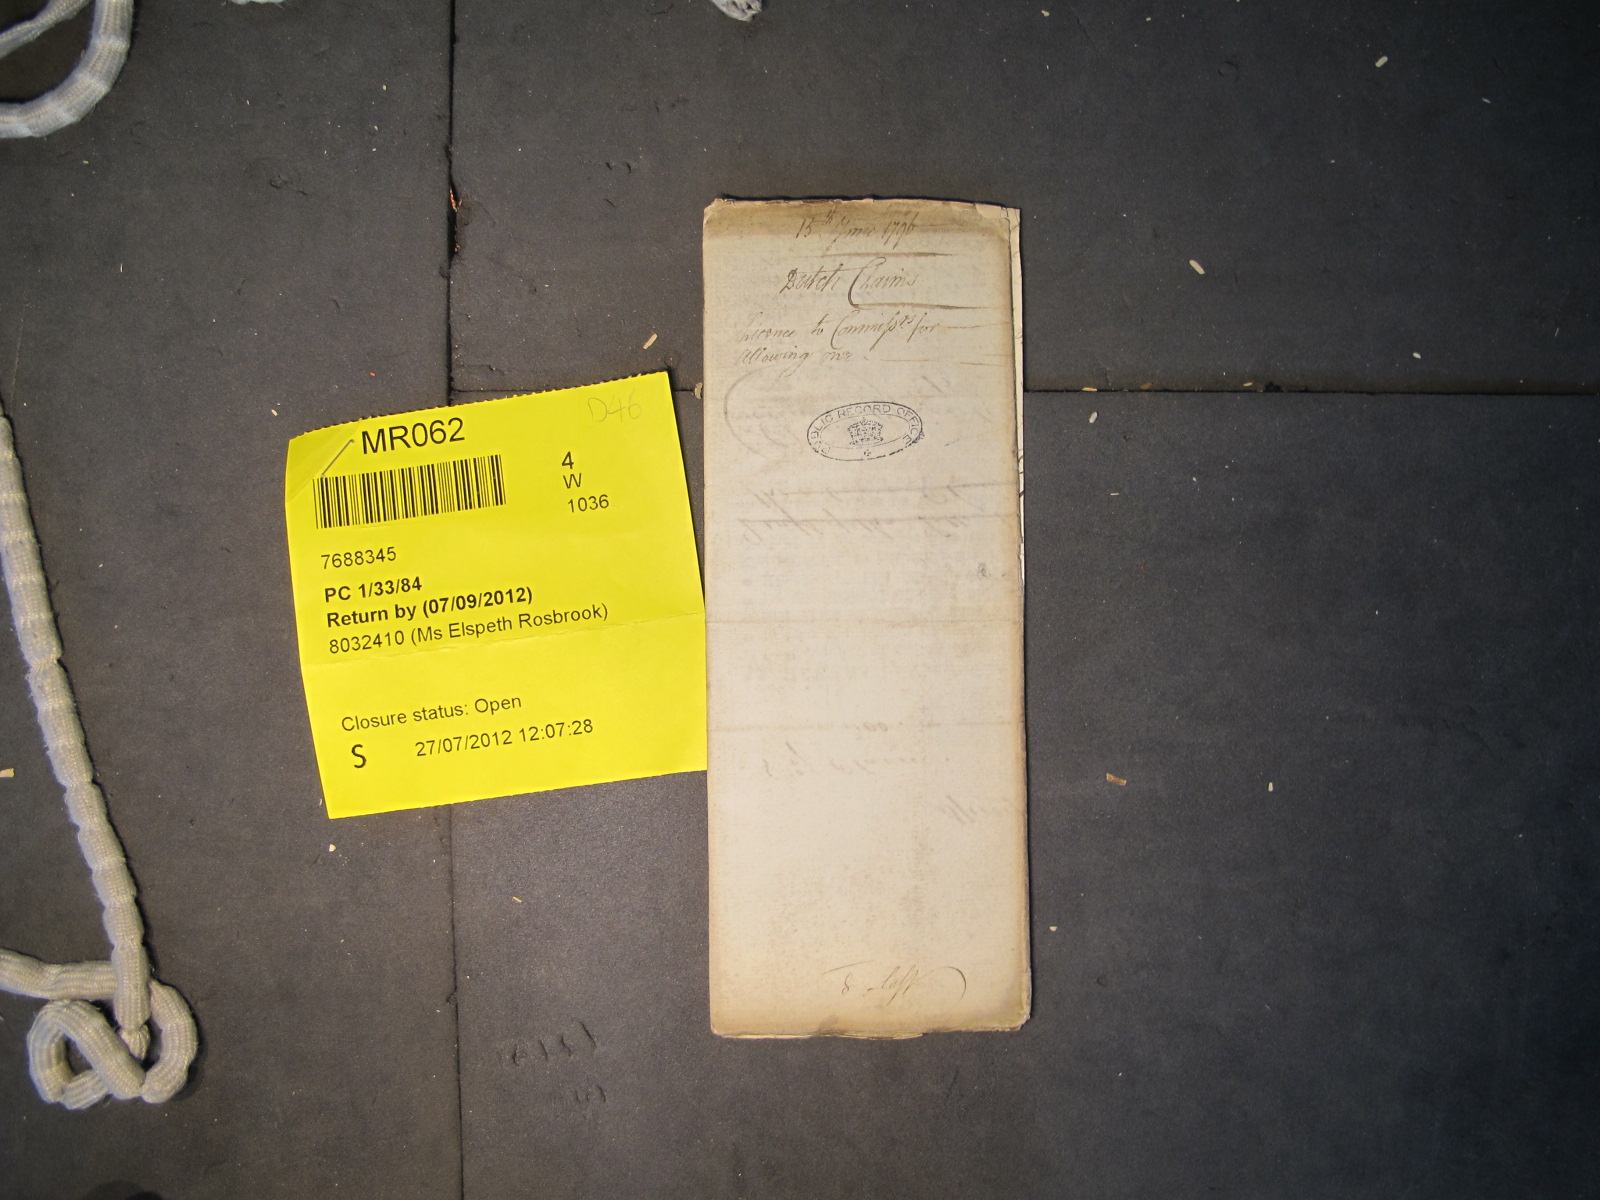 D46
MR062
4
W
1036
7688345
PC 1/33/84
Return by (07/09/2012)
8032410 (Ms Elspeth Rosbrook)
Closure status: Open
S 27/07/2012 12:07:28
15th June 1796
Dutch Claims
Licence to Commissrs for
allowing
PUBLIC RECORD OFFICE